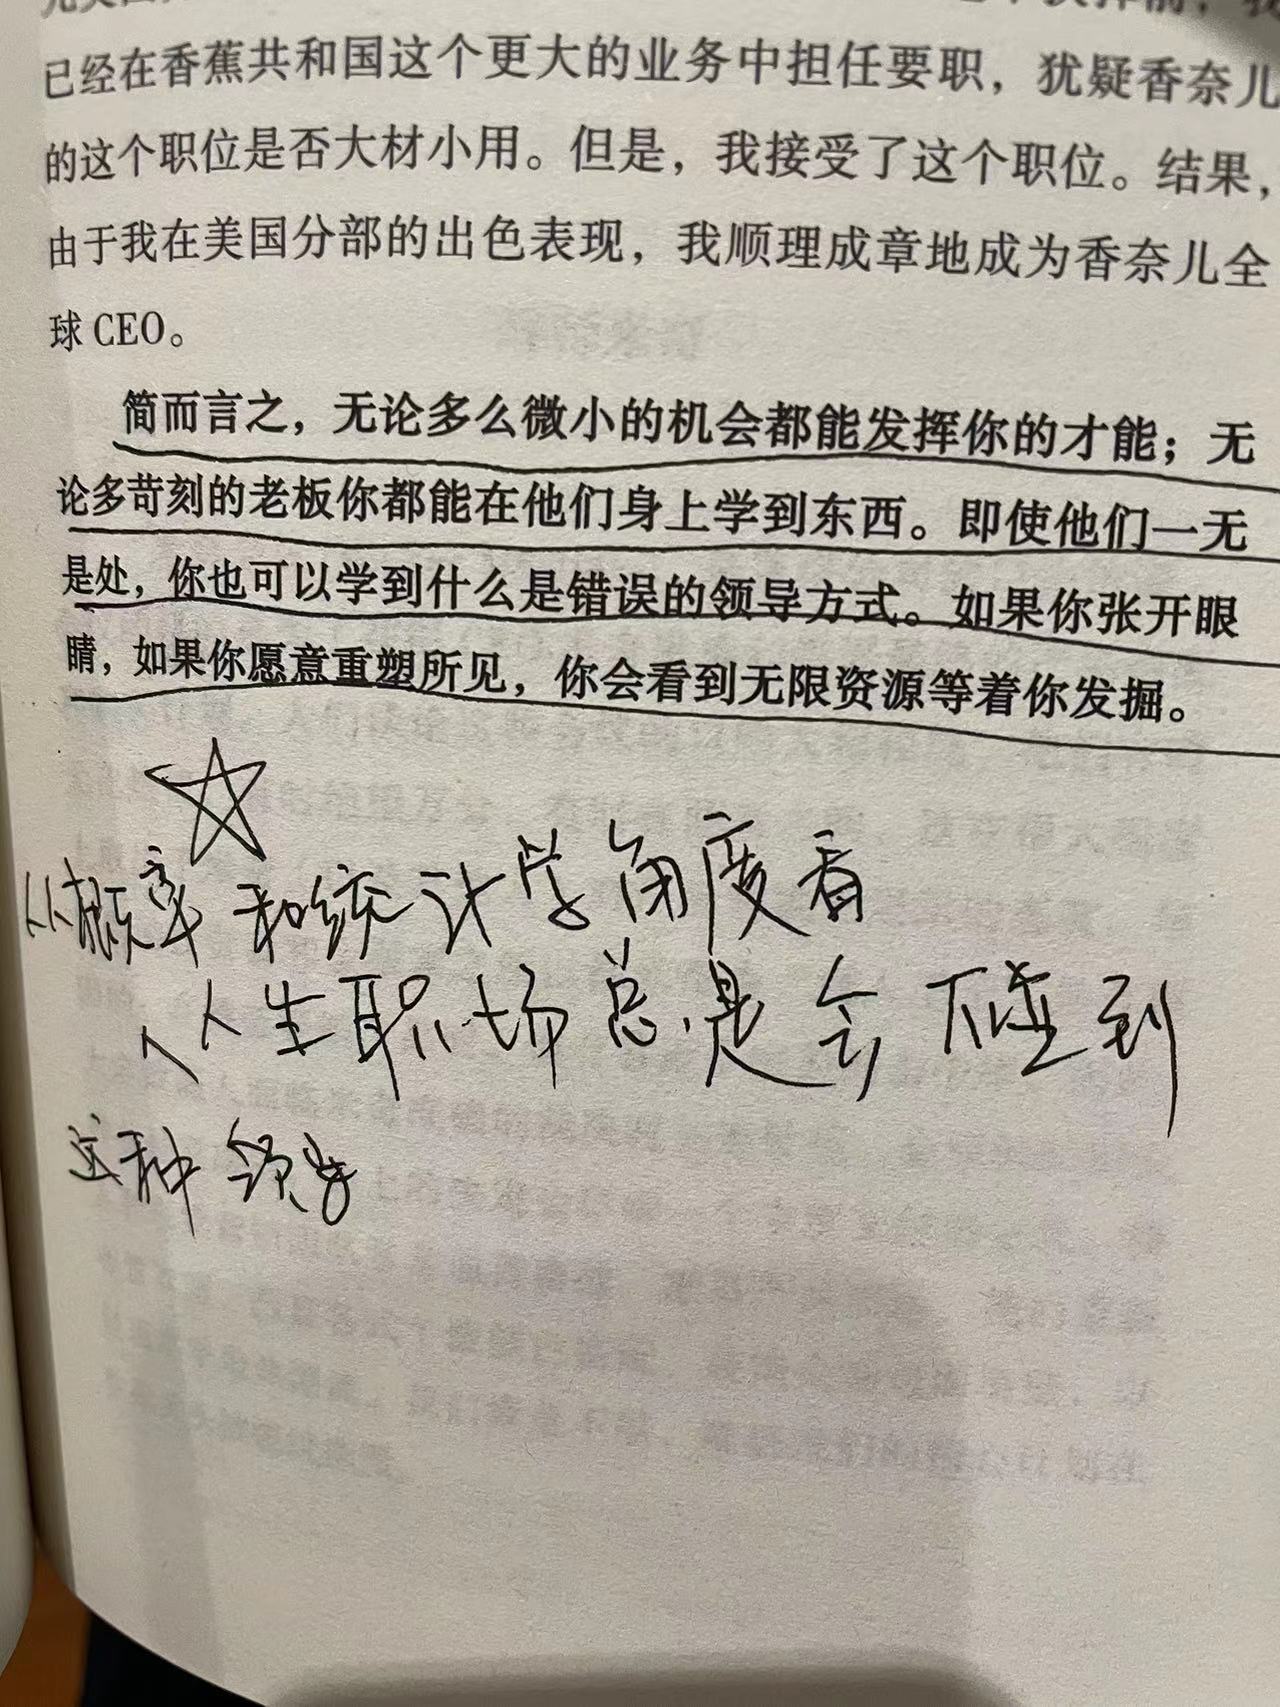 已经在香蕉共和国这个更大的业务中担任要职，犹疑香奈儿
的这个职位是否大材小用。但是，我接受了这个职位。结果，
由于我在美国分部的出色表现，我顺理成章地成为香奈儿全
球 CEO。
简而言之，无论多么微小的机会都能发挥你的才能；无
论多苛刻的老板你都能在他们身上学到东西。即使他们一无
是处，你也可以学到什么是错误的领导方式。如果你张开眼
睛，如果你愿意重塑所见，你会看到无限资源等着你发掘。
从概率和统计学角度看
人生职场总是会碰到
这种领导